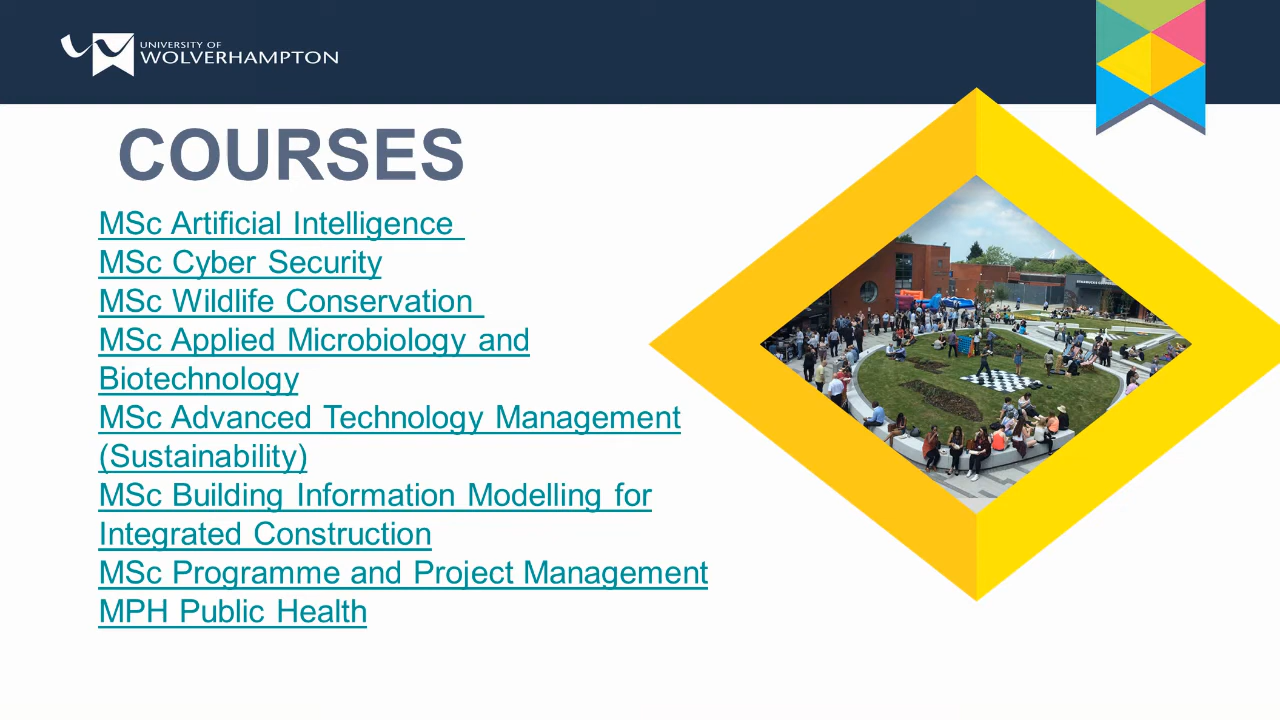 UNIVERSITY OF
WOLVERHAMPTON
COURSES
MSc Artificial Intelligence
MSc Cyber Security
MSc Wildlife Conservation
MSc Applied Microbiology and
Biotechnology
MSc Advanced Technology Management
(Sustainability)
MSc Building Information Modelling for
Integrated Construction
MSc Programme and Project Management
MPH Public Health